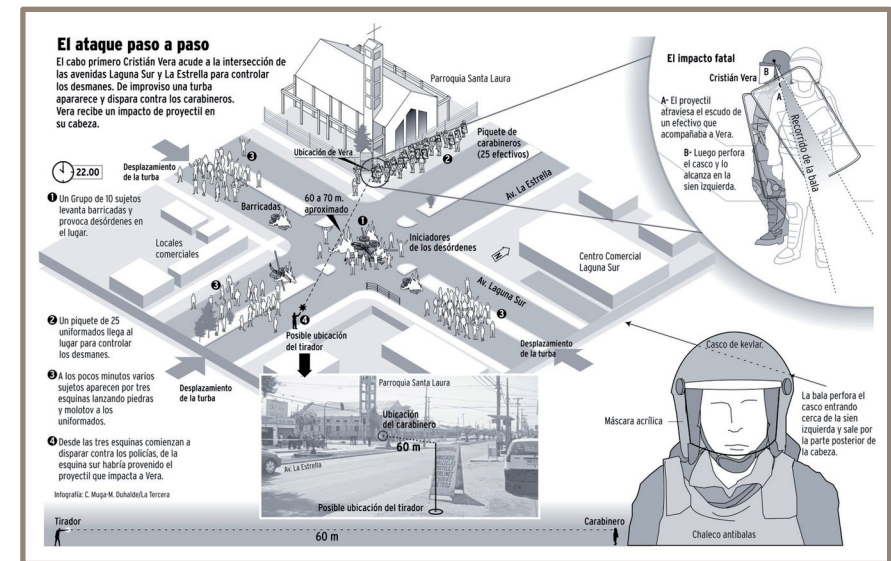 El ataque paso a paso
El cabo primero Cristián Vera acude a la intersección de
las avenidas Laguna Sur y La Estrella para controlar
los desmanes. De improviso una turba
apararece y dispara contra los carabineros.
Vera recibe un impacto de proyectil en
su cabeza.
22.00
1 Un Grupo de 10 sujetos
levanta barricadas y
provoca desórdenes en
el lugar.
2 Un piquete de 25
uniformados llega al
lugar para controlar
los desmanes.
3 A los pocos minutos varios
sujetos aparecen por tres
esquinas lanzando piedras
y molotov a los
uniformados.
4 Desde las tres esquinas comienzan a
disparar contra los policías, de la
esquina sur habría provenido el
proyectil que impacta a Vera.
Infografía: C. Muga-M. Duhalde/La Tercera
Parroquia Santa Laura
Ubicación de Vera
2
Piquete de
carabineros
(25 efectivos)
Desplazamiento
de la turba
3
Barricadas
60 a 70 m.
aproximado
1
Av. La Estrella
Iniciadores
de los desórdenes
N
Locales
comerciales
Centro Comercial
Laguna Sur
Av. Laguna Sur
3
3
4
Posible ubicación
del tirador
Desplazamiento
de la turba
Desplazamiento
de la turba
Parroquia Santa Laura
Ubicación
del carabinero
60 m
Av. La Estrella
Posible ubicación del tirador
El impacto fatal
Cristián Vera
B
A
A- El proyectil
atraviesa el escudo de
un efectivo que
acompañaba a Vera.
B- Luego perfora
el casco y lo
alcanza en la
sien izquierda.
Recorrido de la bala
Casco de kevlar.
Máscara acrílica
La bala perfora el
casco entrando
cerca de la sien
izquierda y sale por
la parte posterior de
la cabeza.
Chaleco antibalas
Tirador
60 m
Carabinero